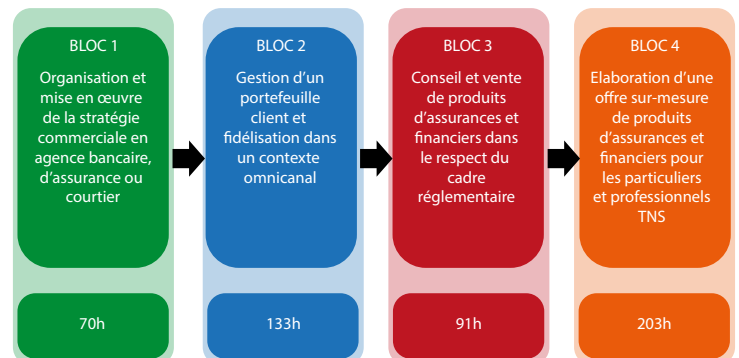 BLOC 1
Organisation et
mise en œuvre
de la stratégie
commerciale en
agence bancaire,
d’assurance ou
courtier
70h
BLOC 2
Gestion d’un
portefeuille
client et
fidélisation dans
un contexte
omnicanal
133h
BLOC 3
Conseil et vente
de produits
d’assurances et
financiers dans
le respect du
cadre
réglementaire
91h
BLOC 4
Elaboration d’une
offre sur-mesure
de produits
d’assurances et
financiers pour
les particuliers
et professionnels
TNS
203h